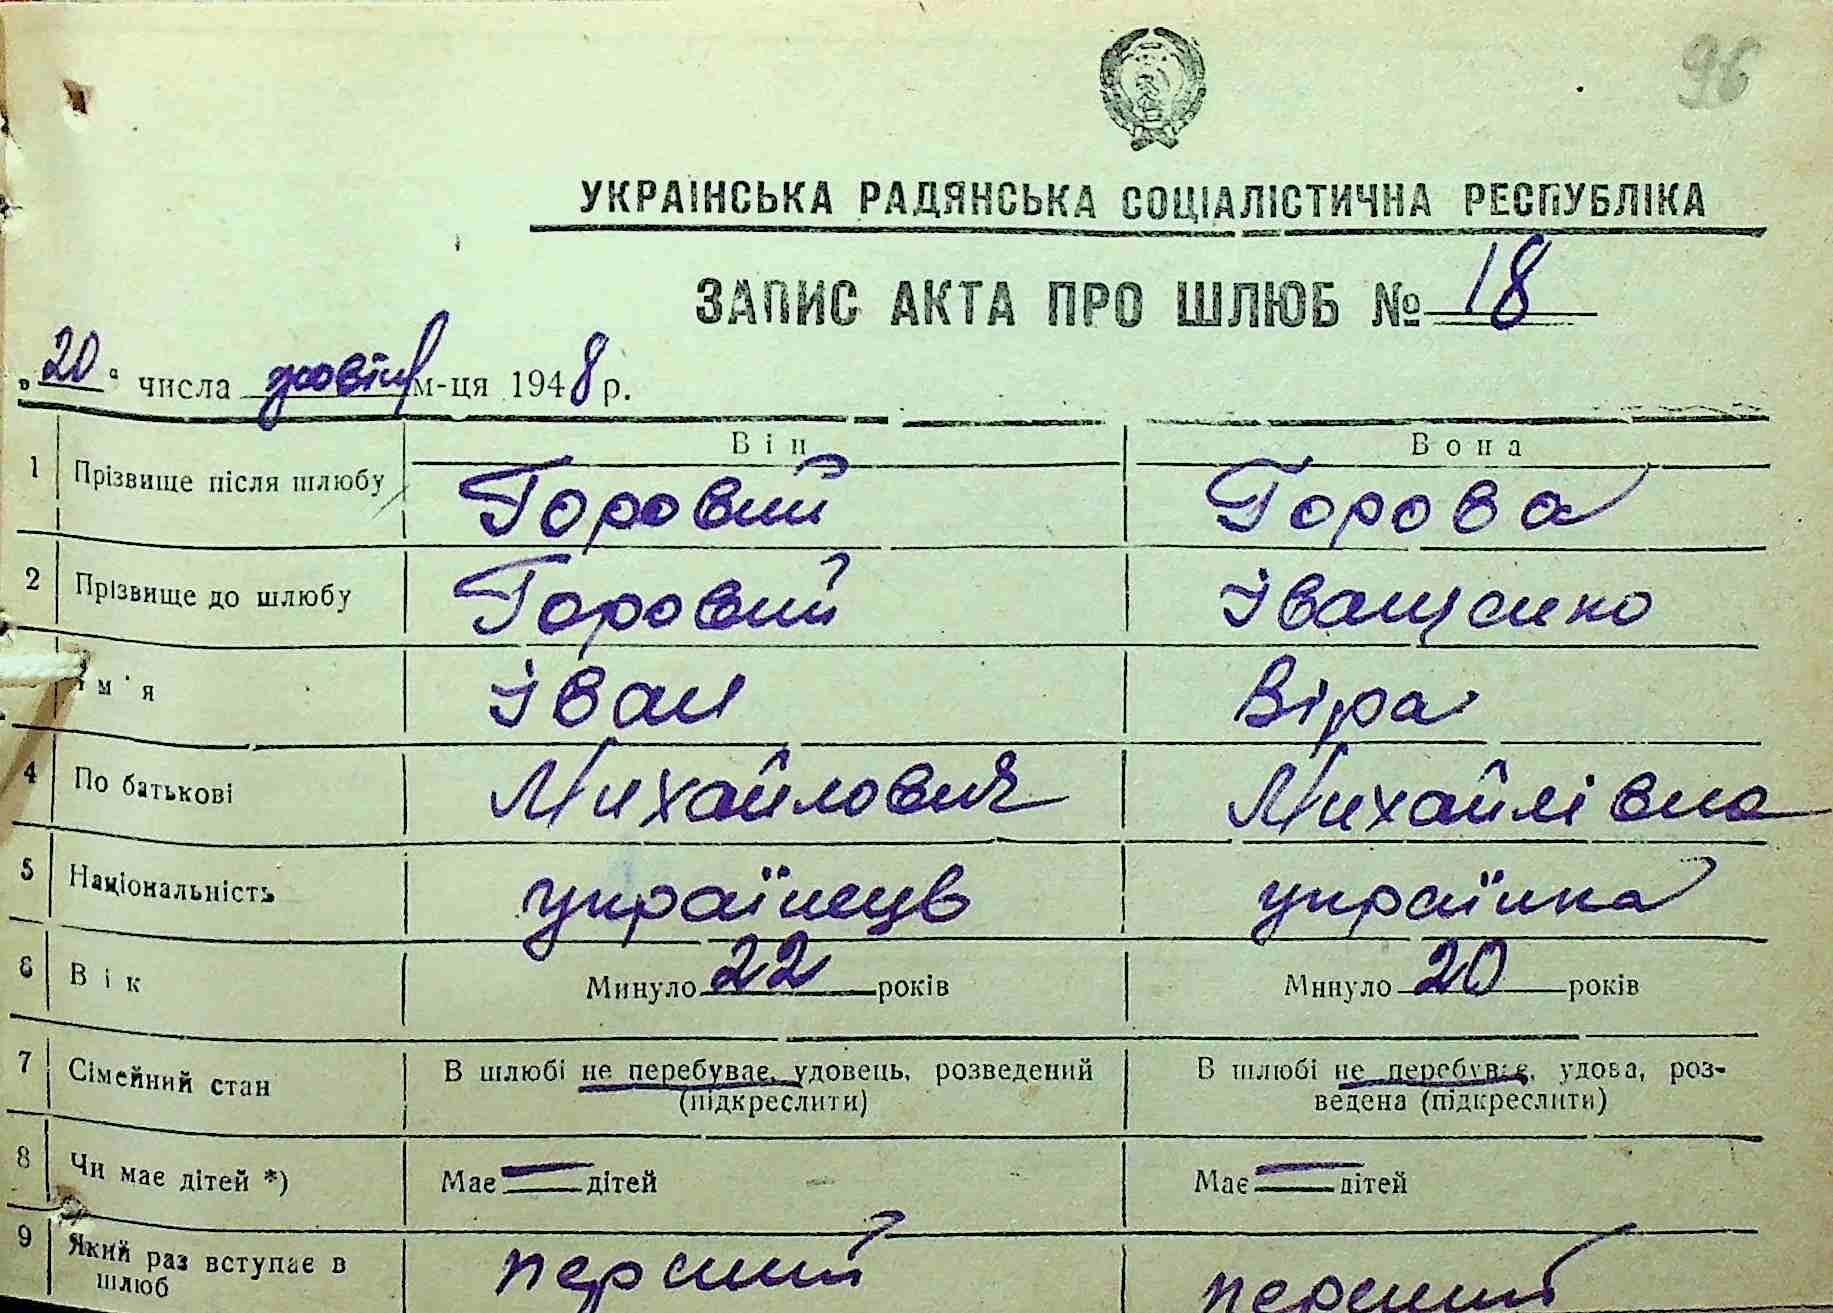 96
УКРАЇНСЬКА РАДЯНСЬКА СОЦІАЛІСТИЧНА РЕСПУБЛІКА
ЗАПИС АКТА ПРО ШЛЮБ № 18
„20“ числа жовтн м-ця 1948 р.
Він Вона
1 Прізвище після шлюбу Горовий Горова
2 Прізвище до шлюбу Горовий Іващенко
Ім'я Іван Віра
4 По батькові Михайлович Михайлівна
5 Національність українець українка
6 Вік Минуло 22 років Минуло 20 років
7 Сімейний стан В шлюбі не перебуває, удовець, розведений В шлюбі не перебуває, удова, роз-
(підкреслити) ведена (підкреслити)
8 Чи має дітей *) Має — дітей Має — дітей
9 Який раз вступає в перший перший
шлюб